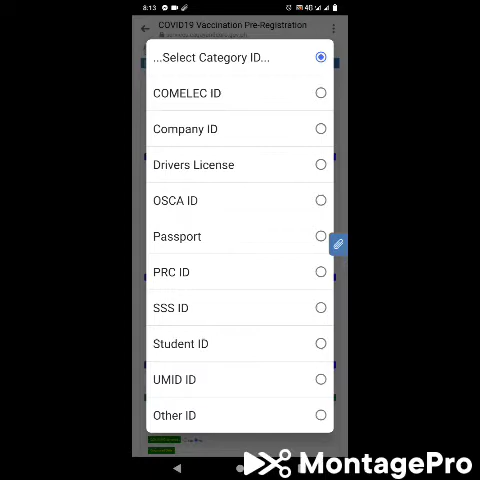 8:13
4G
COVID19 Vaccination Pre-Registration
...Select Category ID...
COMELEC ID
Company ID
Drivers License
OSCA ID
Passport
PRC ID
SSS ID
Student ID
UMID ID
Other ID
MontagePro